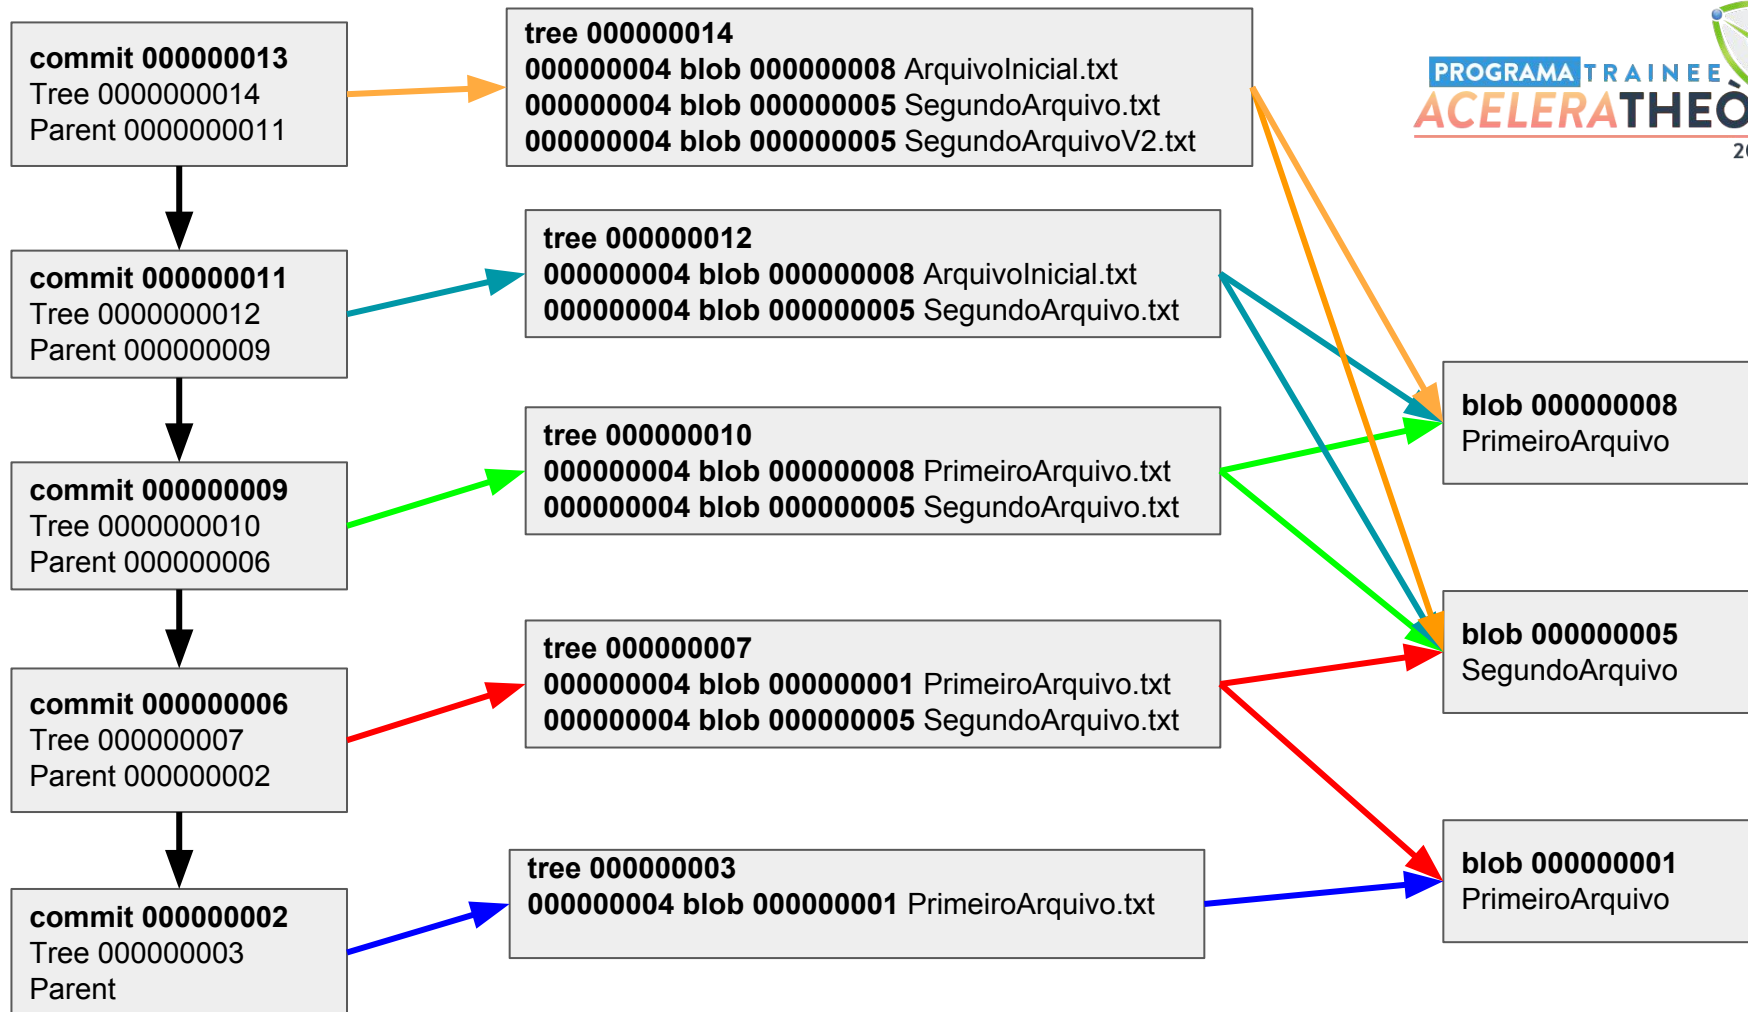 commit 000000013
Tree 0000000014
Parent 0000000011
tree 000000014
000000004 blob 000000008 ArquivoInicial.txt
000000004 blob 000000005 SegundoArquivo.txt
000000004 blob 000000005 SegundoArquivoV2.txt
PROGRAMA TRAINEE
ACELERATHEÒ
commit 000000011
Tree 0000000012
Parent 000000009
tree 000000012
000000004 blob 000000008 ArquivoInicial.txt
000000004 blob 000000005 SegundoArquivo.txt
commit 000000009
Tree 0000000010
Parent 000000006
tree 000000010
000000004 blob 000000008 PrimeiroArquivo.txt
000000004 blob 000000005 SegundoArquivo.txt
blob 000000008
PrimeiroArquivo
commit 000000006
Tree 000000007
Parent 000000002
tree 000000007
000000004 blob 000000001 PrimeiroArquivo.txt
000000004 blob 000000005 SegundoArquivo.txt
blob 000000005
SegundoArquivo
commit 000000002
Tree 000000003
Parent
tree 000000003
000000004 blob 000000001 PrimeiroArquivo.txt
blob 000000001
PrimeiroArquivo